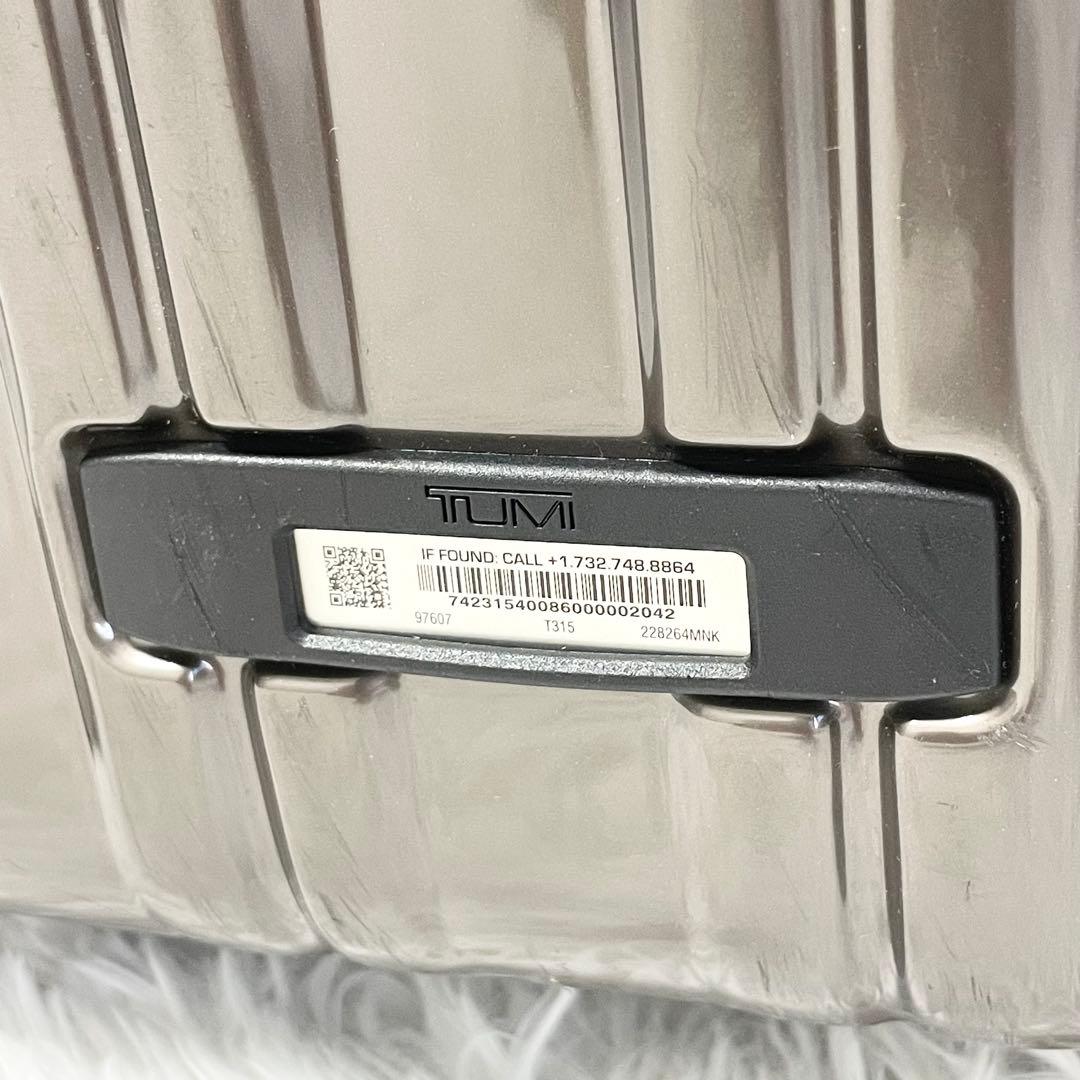 TUMI
IF FOUND: CALL +1.732.748.8864
74231540086000002042
97607 T315 228264MNK